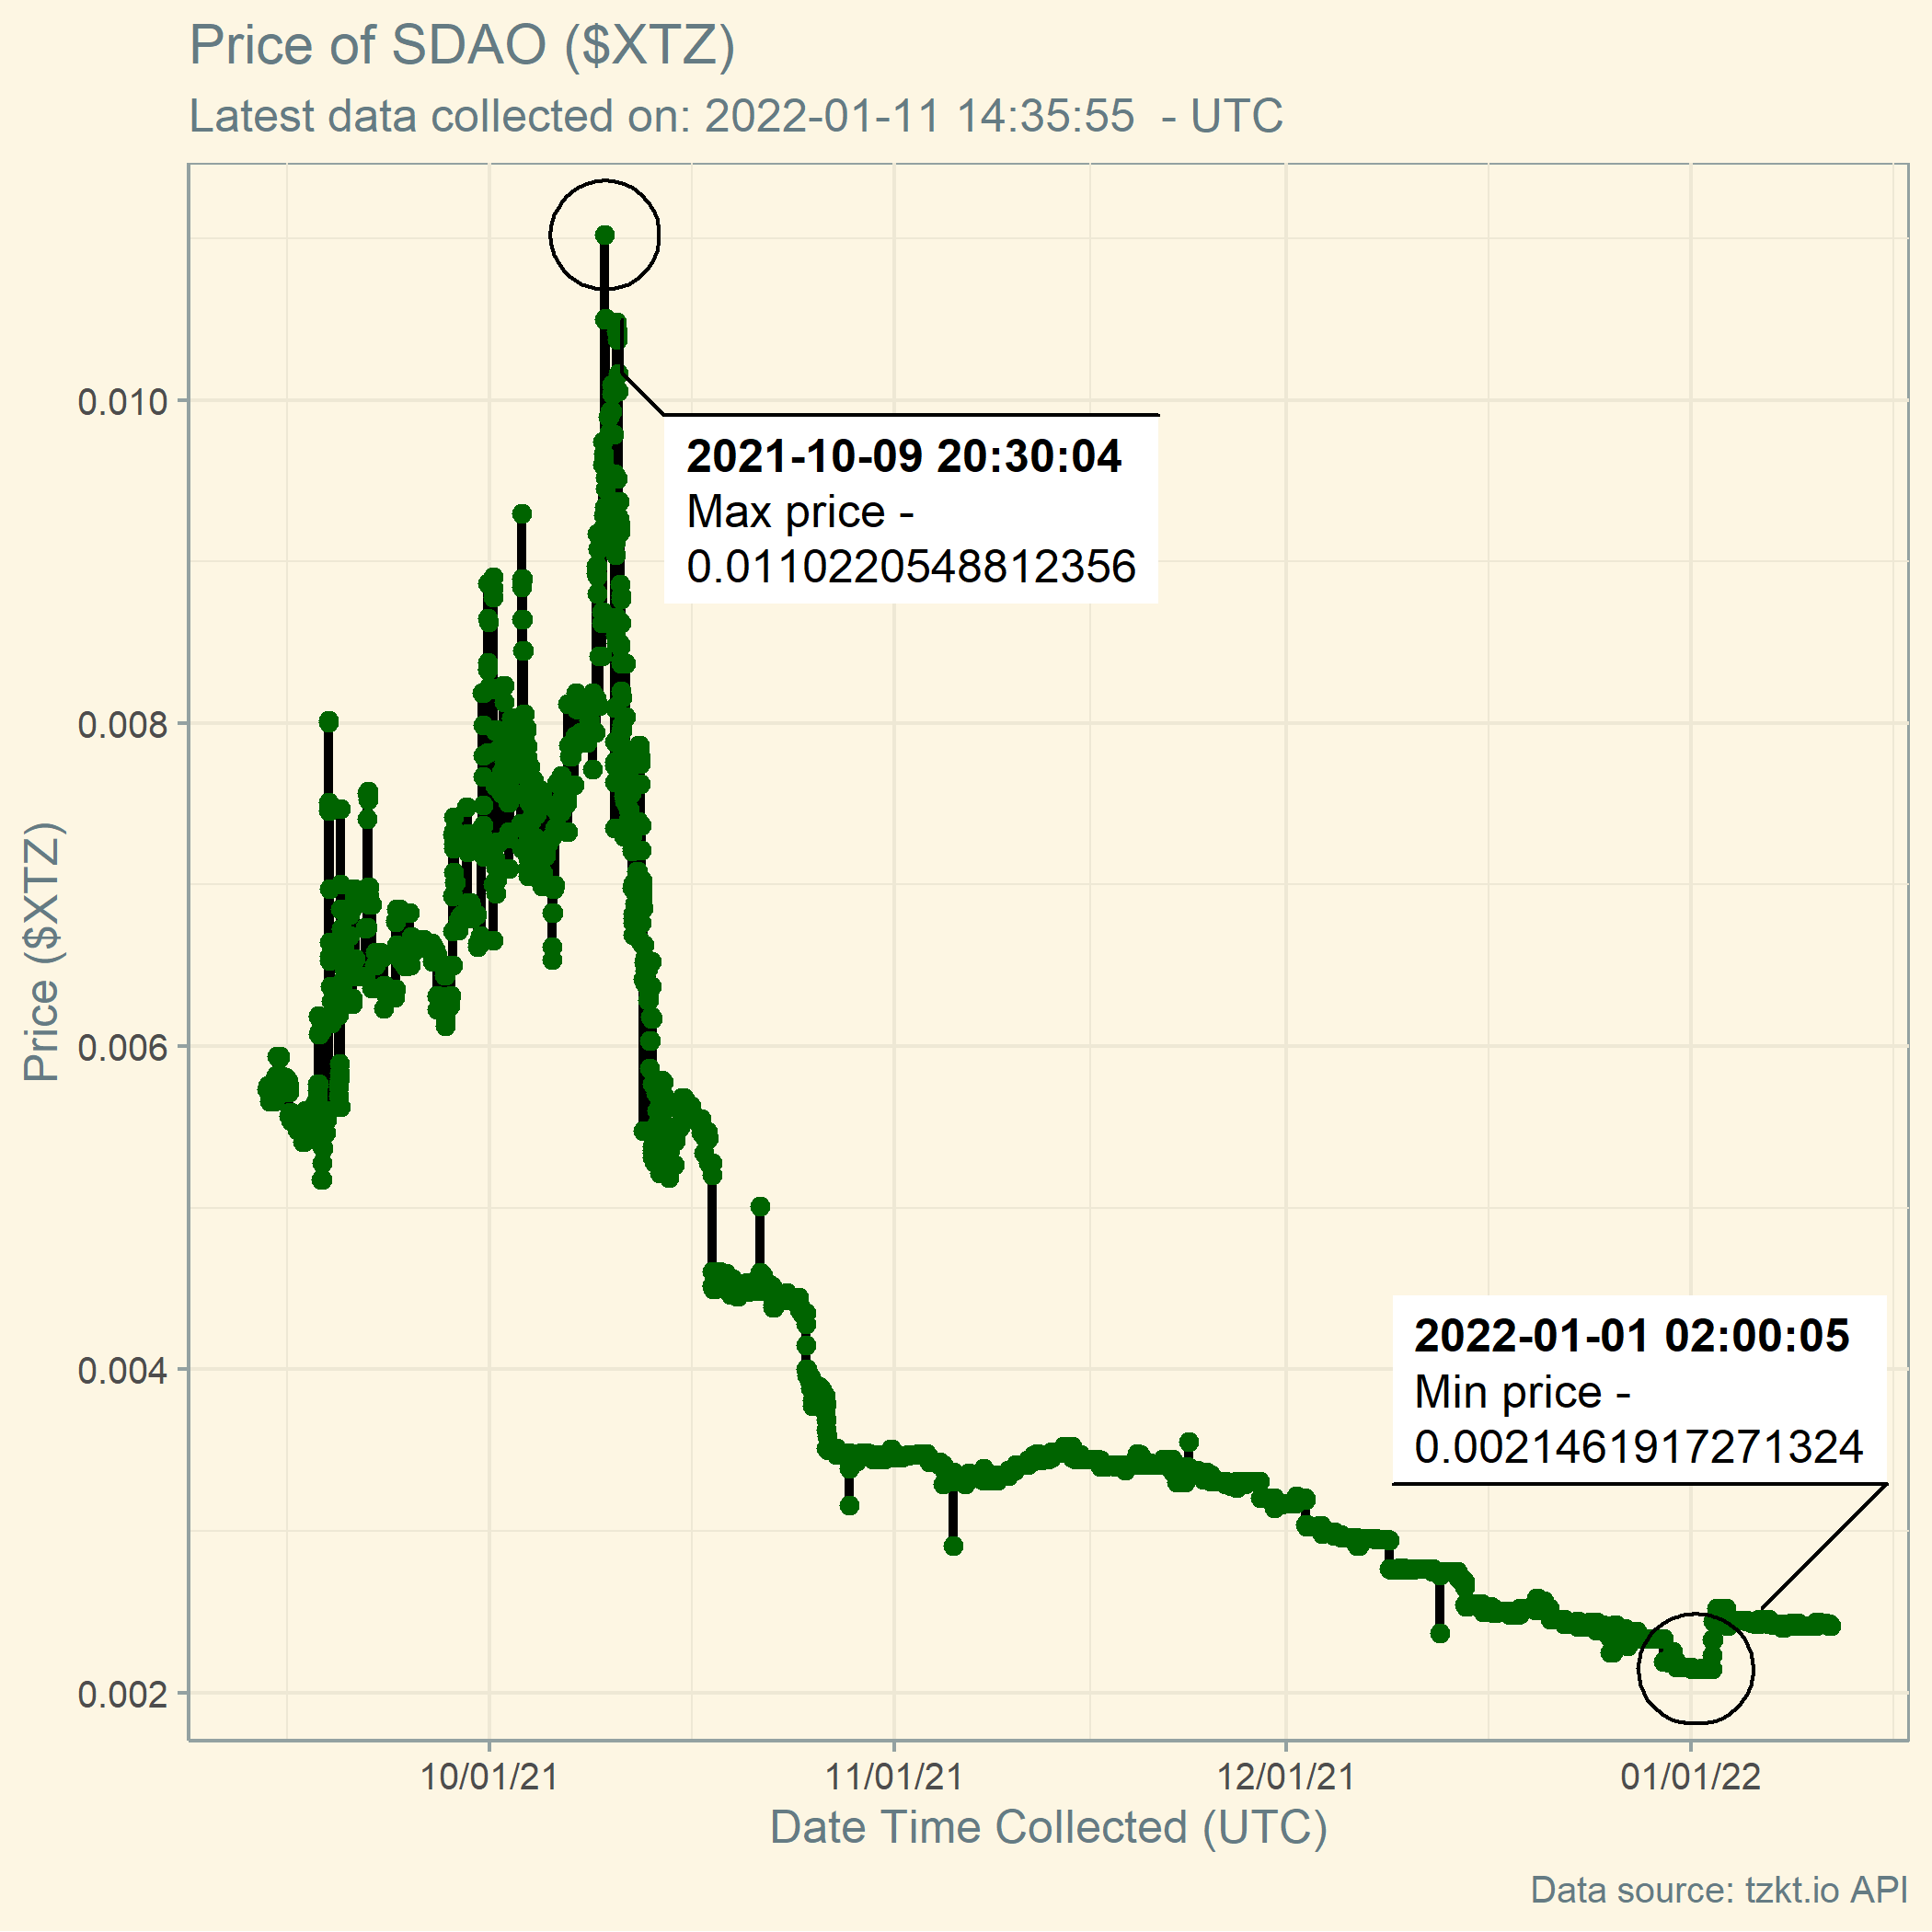 Price of SDAO ($XTZ)
Latest data collected on: 2022-01-11 14:35:55  - UTC
0.010
0.008
0.006
0.004
0.002
Price ($XTZ)
2021-10-09 20:30:04
Max price -
0.0110220548812356
2022-01-01 02:00:05
Min price -
0.0021461917271324
10/01/21
11/01/21
12/01/21
01/01/22
Date Time Collected (UTC)
Data source: tzkt.io API